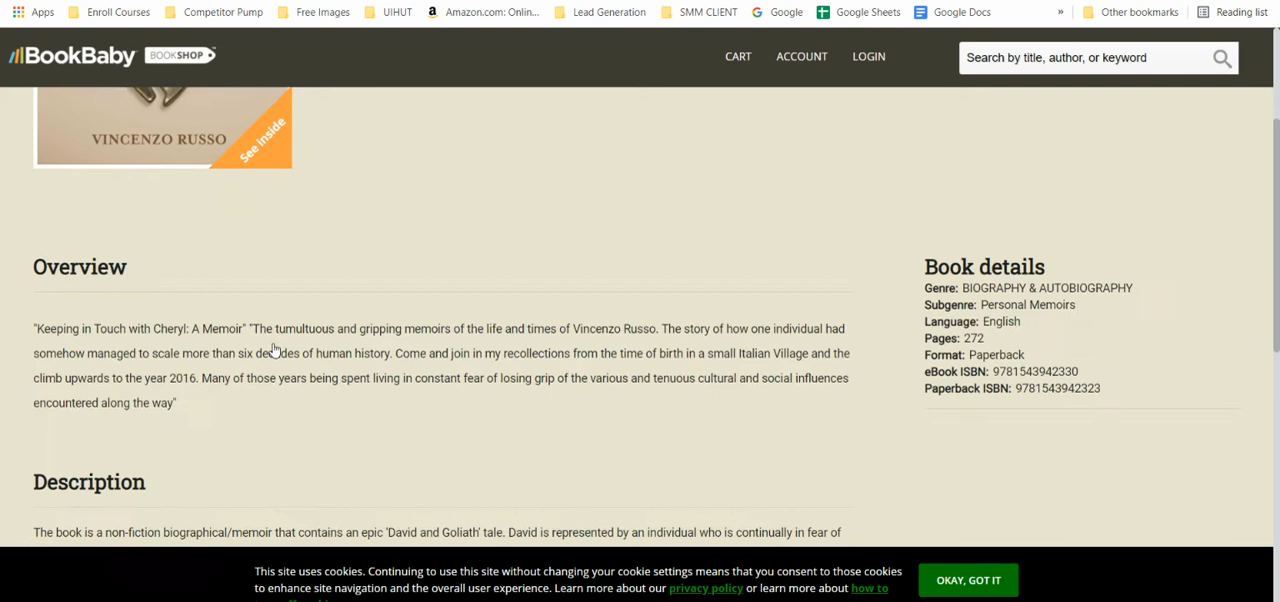 Apps Enroll Courses Competitor Pump Free Images UIHUT Amazon.com: Onlin... Lead Generation SMM CLIENT Google Google Sheets Google Docs » Other bookmarks Reading list
BookBaby BOOKSHOP CART ACCOUNT LOGIN Search by title, author, or keyword
VINCENZO RUSSO
See inside
Overview
"Keeping in Touch with Cheryl: A Memoir" "The tumultuous and gripping memoirs of the life and times of Vincenzo Russo. The story of how one individual had
somehow managed to scale more than six decades of human history. Come and join in my recollections from the time of birth in a small Italian Village and the
climb upwards to the year 2016. Many of those years being spent living in constant fear of losing grip of the various and tenuous cultural and social influences
encountered along the way"
Book details
Genre: BIOGRAPHY & AUTOBIOGRAPHY
Subgenre: Personal Memoirs
Language: English
Pages: 272
Format: Paperback
eBook ISBN: 9781543942330
Paperback ISBN: 9781543942323
Description
The book is a non-fiction biographical/memoir that contains an epic 'David and Goliath' tale. David is represented by an individual who is continually in fear of
This site uses cookies. Continuing to use this site without changing your cookie settings means that you consent to those cookies
to enhance site navigation and the overall user experience. Learn more about our privacy policy or learn more about how to
OKAY, GOT IT